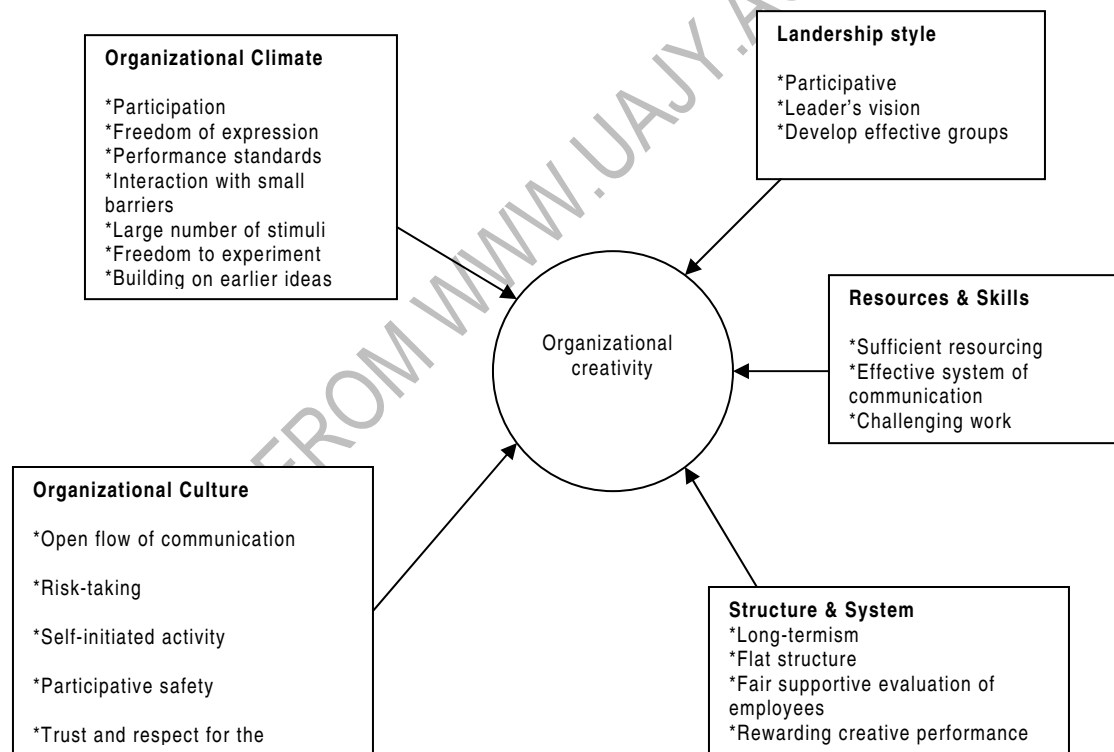 Organizational Climate
*Participation
*Freedom of expression
*Performance standards
*Interaction with small
barriers
*Large number of stimuli
*Freedom to experiment
*Building on earlier ideas
Landership style
*Participative
*Leader's vision
*Develop effective groups
Organizational
creativity
Resources & Skills
*Sufficient resourcing
*Effective system of
communication
*Challenging work
Organizational Culture
*Open flow of communication
*Risk-taking
*Self-initiated activity
*Participative safety
*Trust and respect for the
Structure & System
*Long-termism
*Flat structure
*Fair supportive evaluation of
employees
*Rewarding creative performance
FROM WWW.UAJY.A